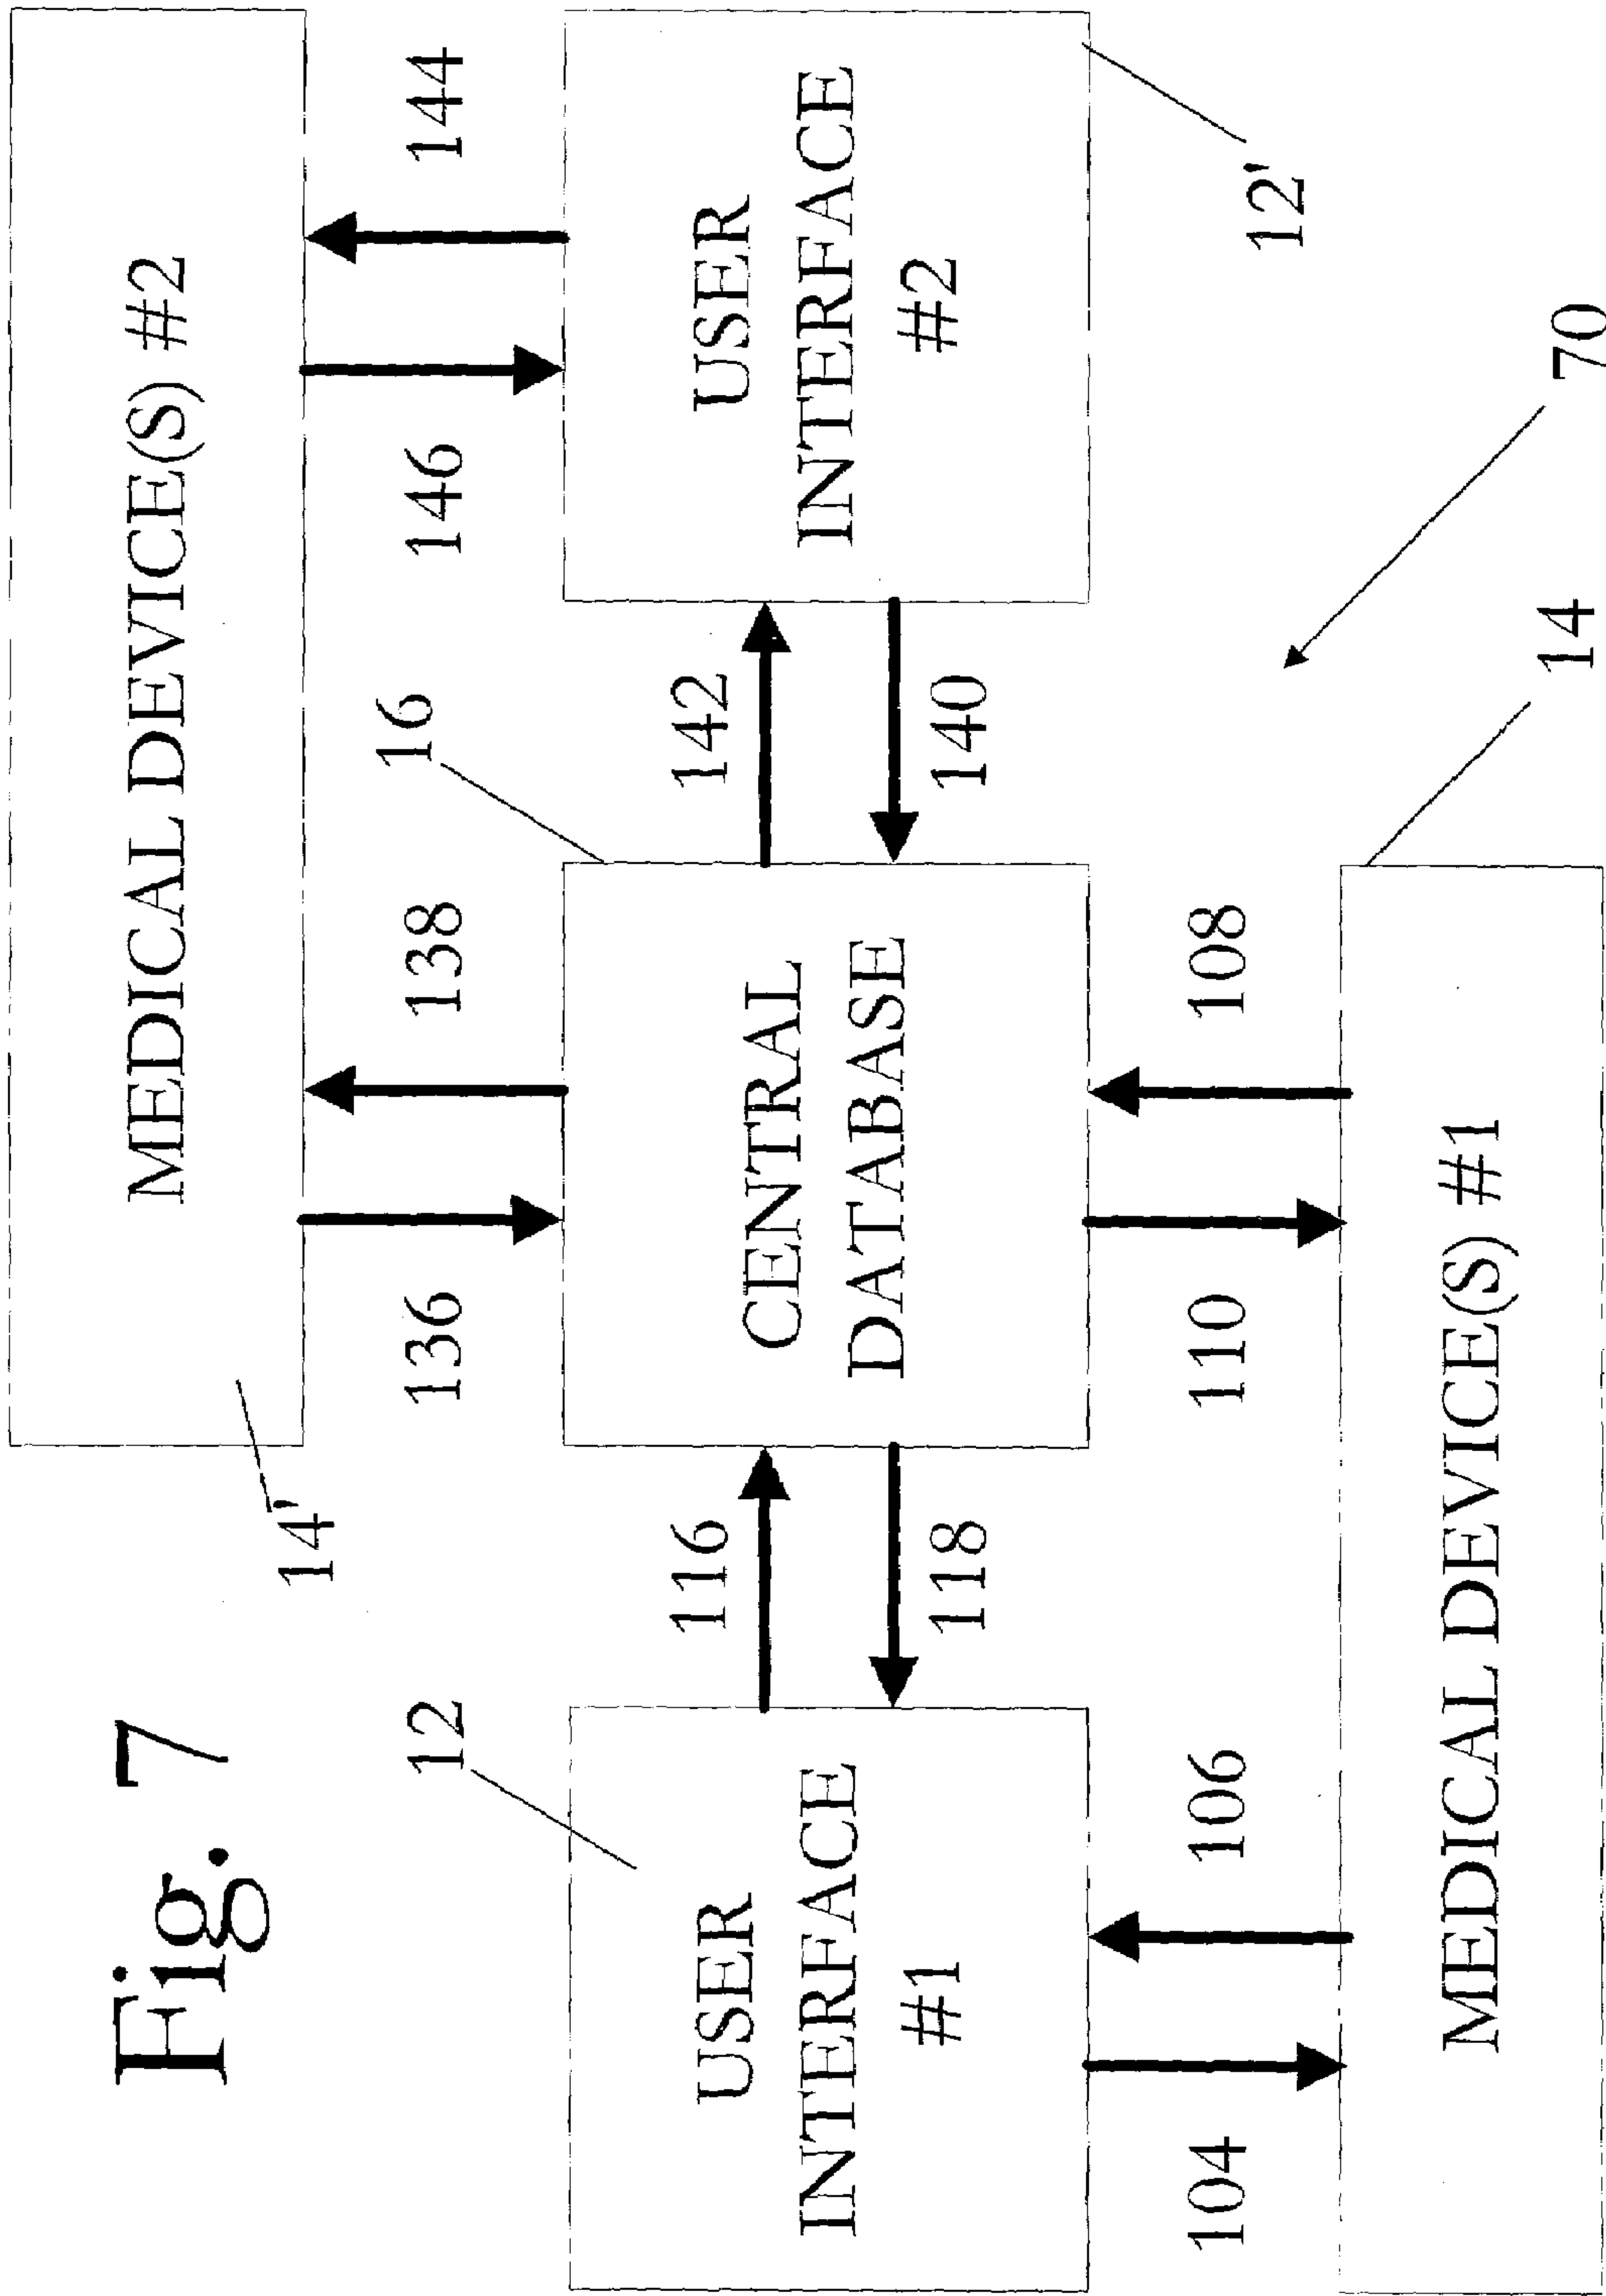 Fig. 7
14'
MEDICAL DEVICE(S) #2
12
136
138
16
146
144
116
142
USER
INTERFACE
#1
CENTRAL
DATABASE
USER
INTERFACE
#2
118
140
104
106
110
108
12'
MEDICAL DEVICE(S) #1
14
70